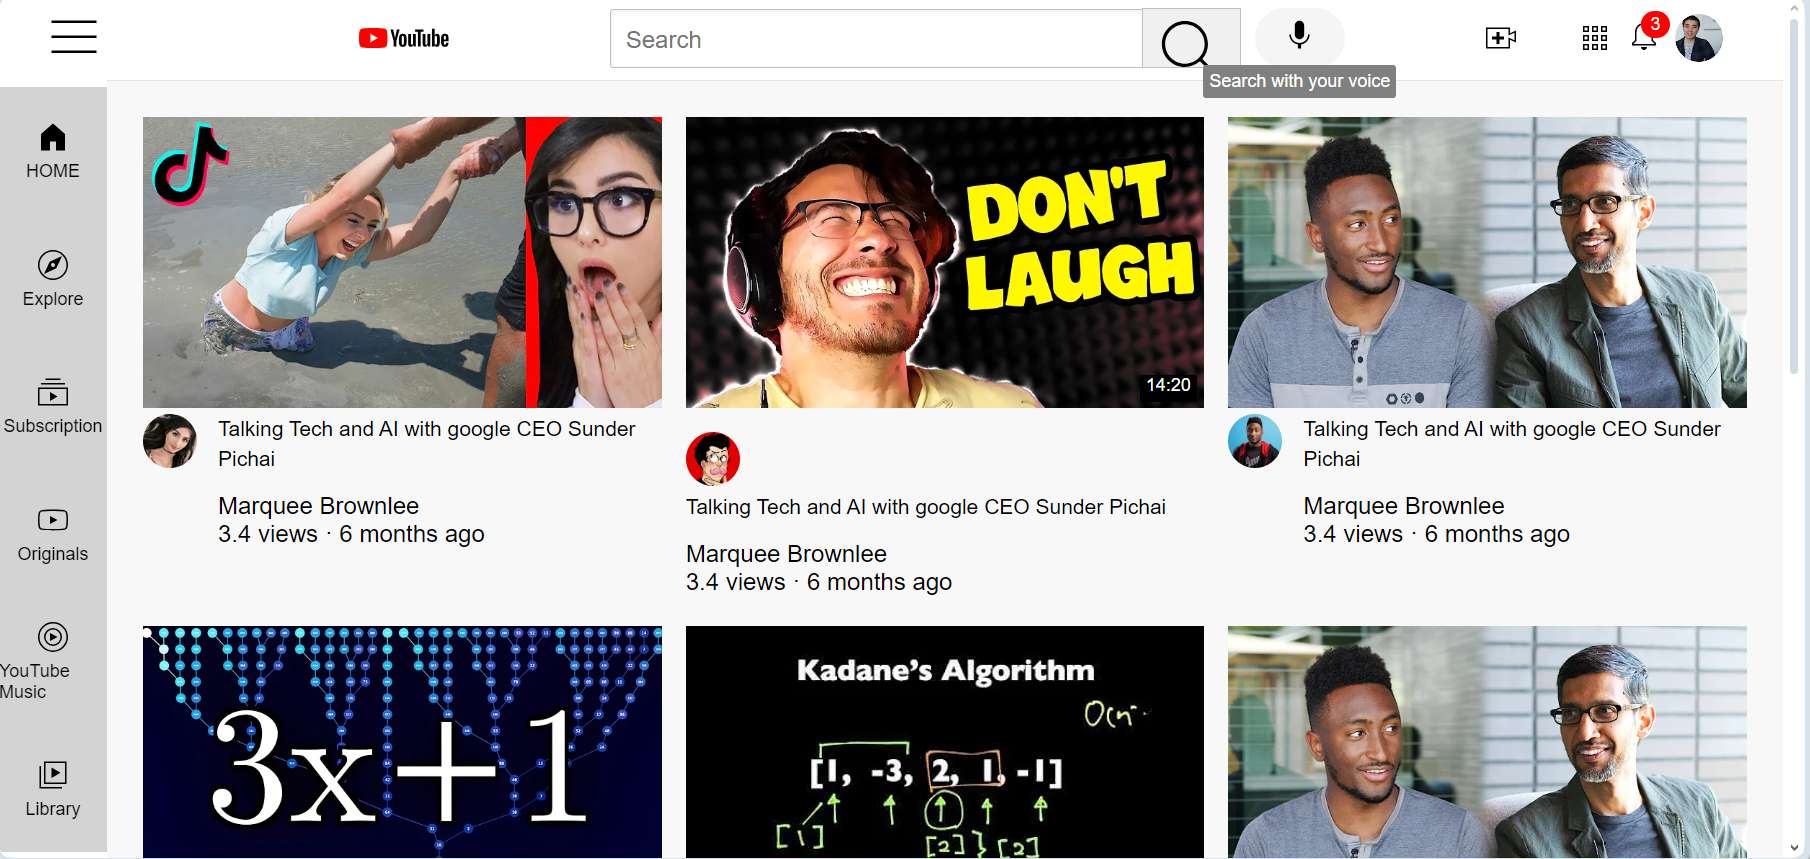 YouTube
Search
3
Search with your voice
HOME
Explore
Subscription
Originals
YouTube
Music
Library
DON'T
LAUGH
14:20
Talking Tech and AI with google CEO Sunder
Pichai
Marquee Brownlee
3.4 views · 6 months ago
Talking Tech and AI with google CEO Sunder Pichai
Marquee Brownlee
3.4 views · 6 months ago
Talking Tech and AI with google CEO Sunder
Pichai
Marquee Brownlee
3.4 views · 6 months ago
3x+1
Kadane's Algorithm
[1, -3, 2, 1, -1]
[1]
[2] } [2]